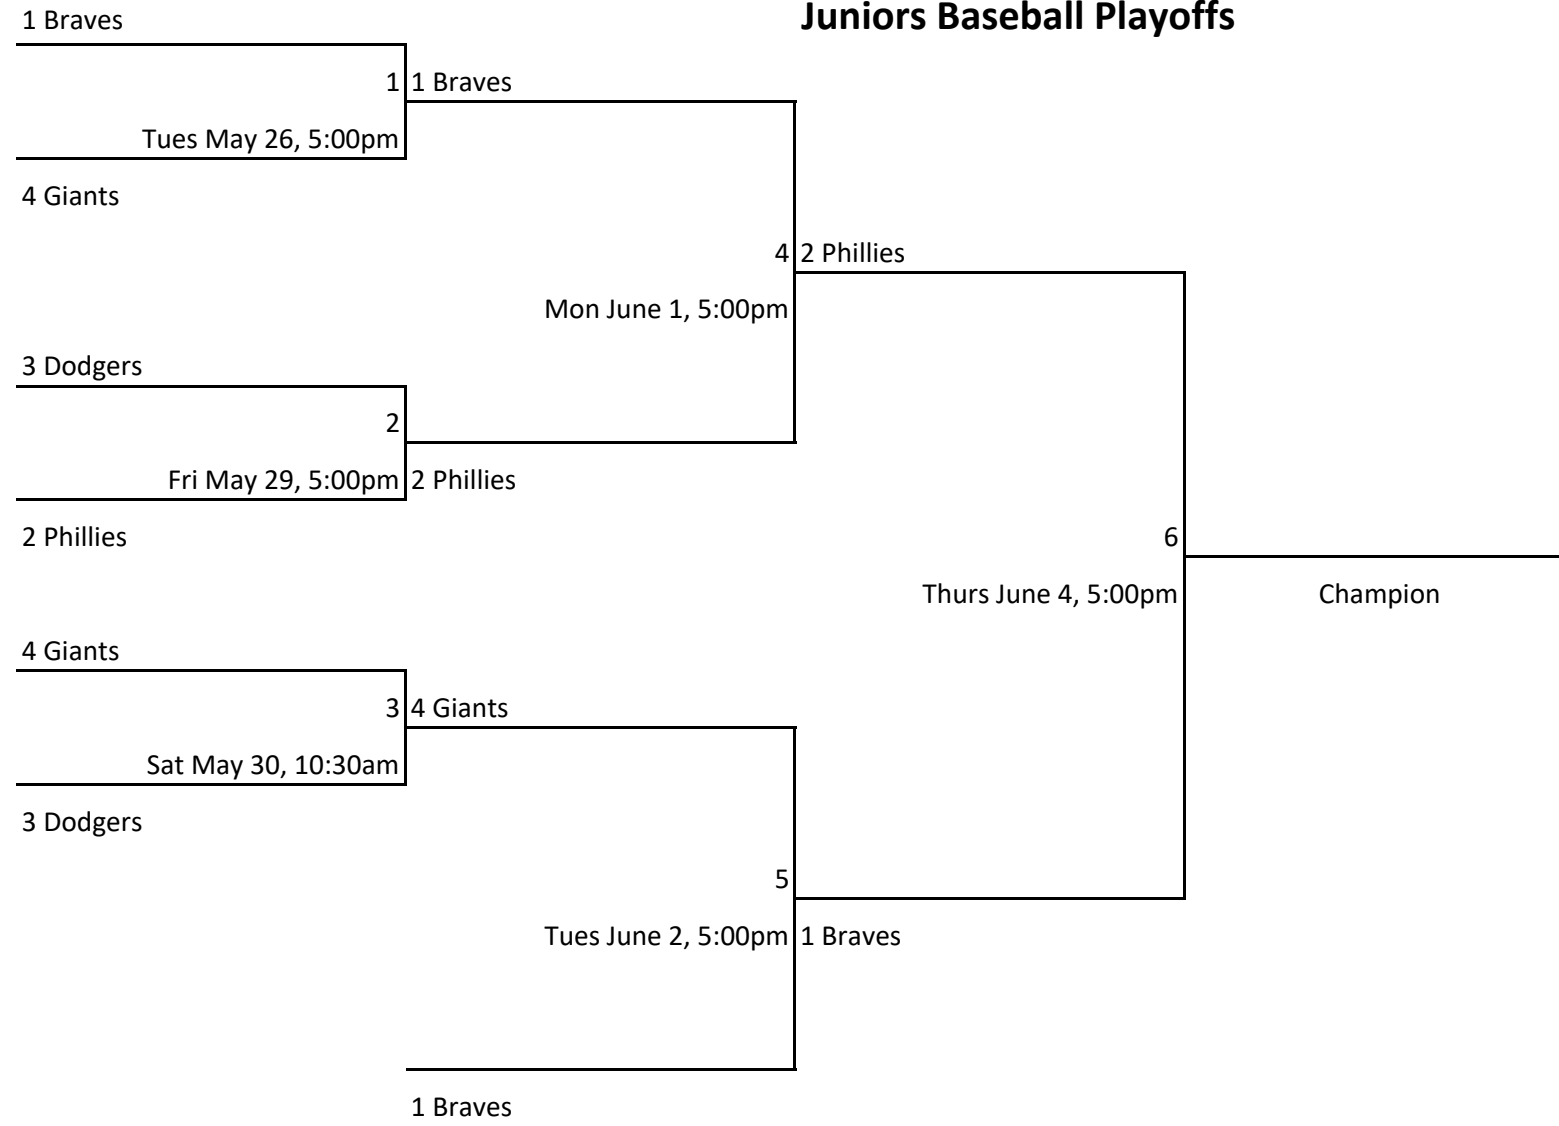 Juniors Baseball Playoffs
1 Braves
1 1 Braves
Tues May 26, 5:00pm
4 Giants
4 2 Phillies
Mon June 1, 5:00pm
3 Dodgers
2
Fri May 29, 5:00pm 2 Phillies
2 Phillies
6
Thurs June 4, 5:00pm Champion
4 Giants
3 4 Giants
Sat May 30, 10:30am
3 Dodgers
5
Tues June 2, 5:00pm 1 Braves
1 Braves